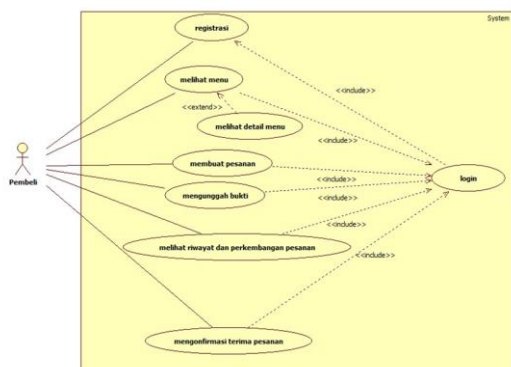 System
registrasi
<<include>>
melihat menu
<<extend>>
melihat detail menu
<<include>>
membuat pesanan
<<include>>
login
Pembeli
mengunggah bukti
<<include>>
<<include>>
melihat riwayat dan perkembangan pesanan
<<include>>
mengonfirmasi terima pesanan